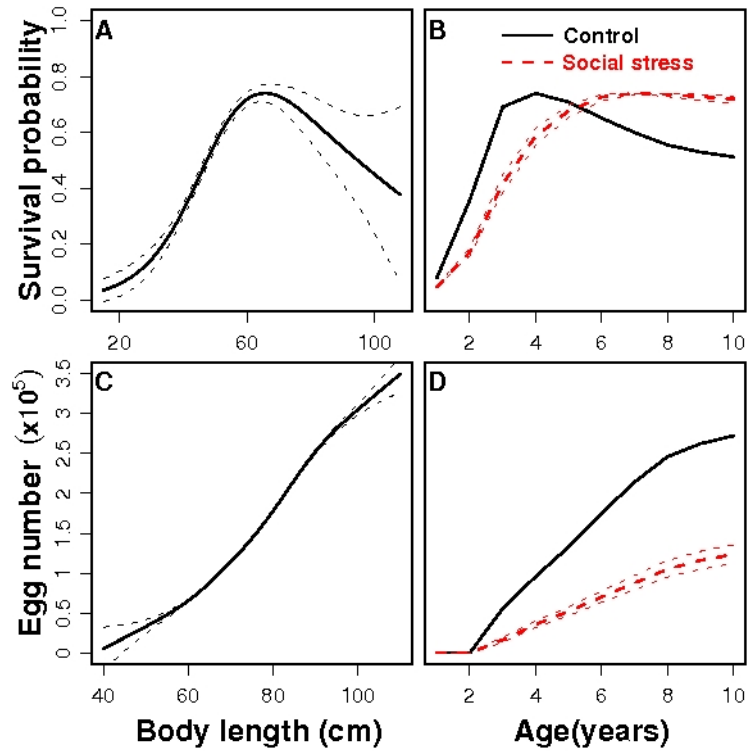 A
B
Control
Social stress
Survival probability
0.0 0.2 0.4 0.6 0.8 1.0
20 60 100
2 4 6 8 10
C
D
Egg number (x10⁵)
0 0.5 1 1.5 2 2.5 3 3.5
40 60 80 100
2 4 6 8 10
Body length (cm)
Age(years)